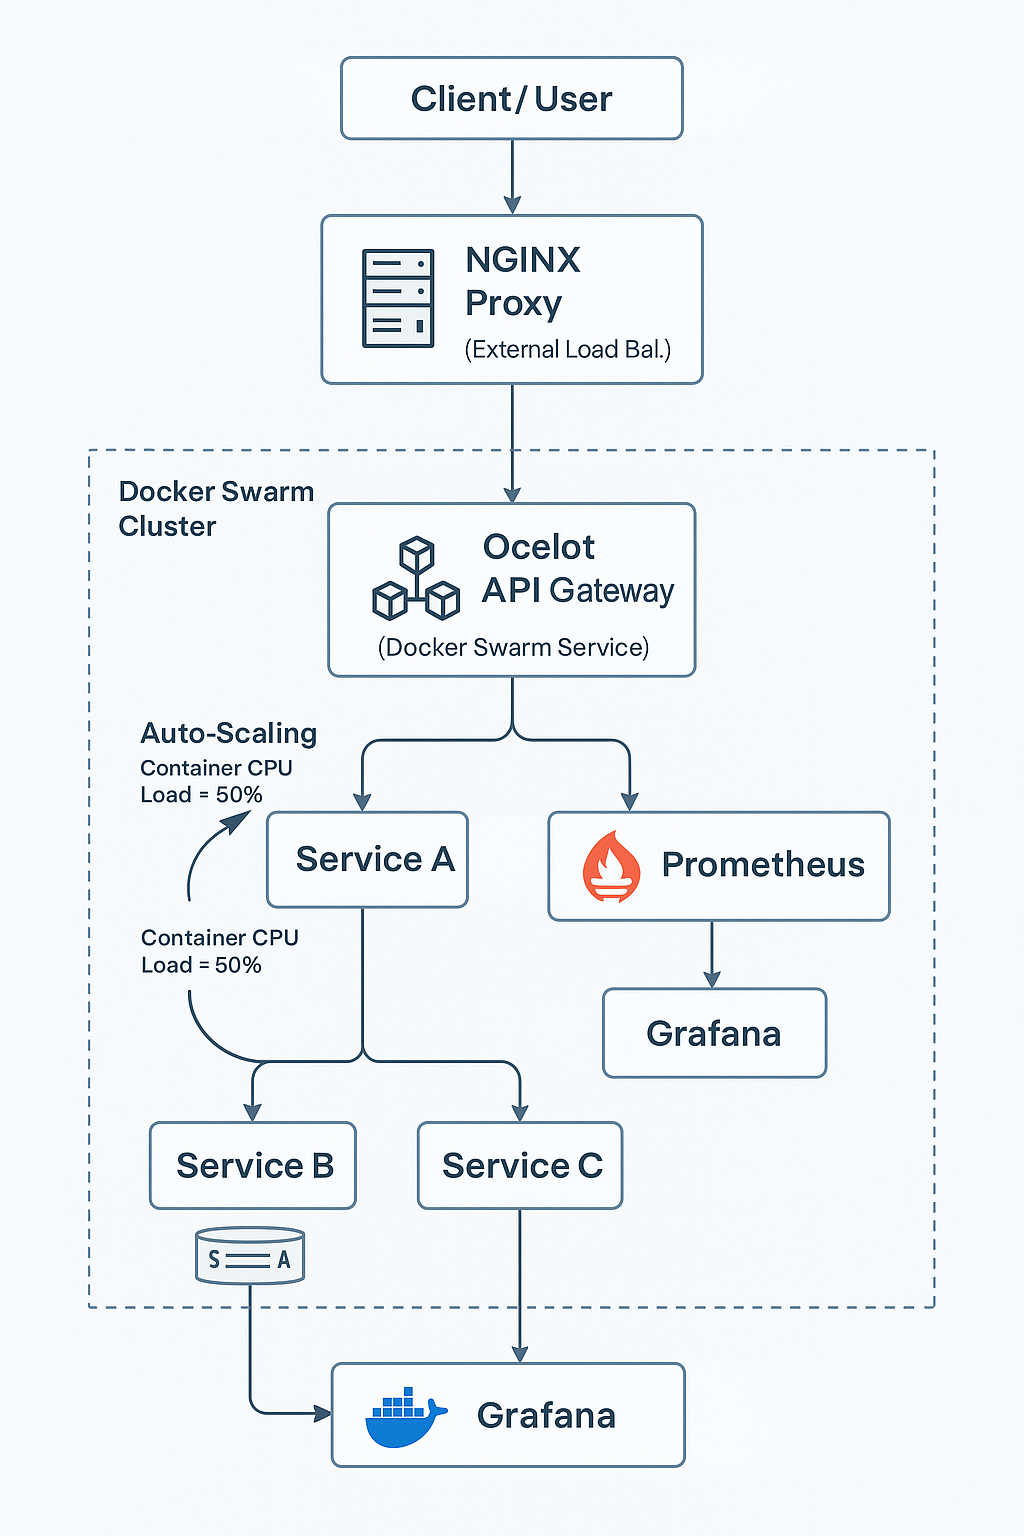 Client / User
NGINX
Proxy
(External Load Bal.)
Docker Swarm
Cluster
Ocelot
API Gateway
(Docker Swarm Service)
Auto-Scaling
Container CPU
Load = 50%
Service A
Prometheus
Container CPU
Load = 50%
Grafana
Service B
Service C
S A
Grafana